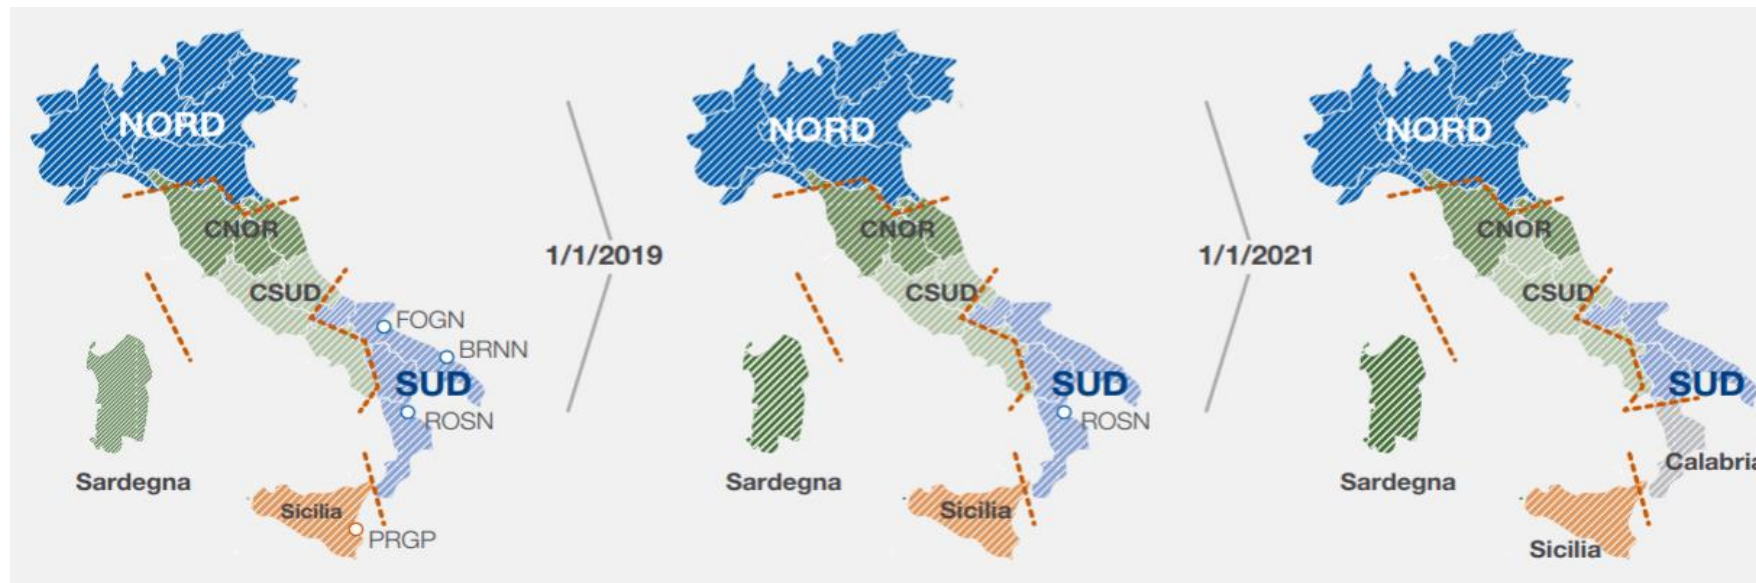 NORD
CNOR
CSUD
FOGN
BRNN
SUD
ROSN
Sardegna
Sicilia
PRGP
1/1/2019
NORD
CNOR
CSUD
SUD
ROSN
Sardegna
Sicilia
1/1/2021
NORD
CNOR
CSUD
SUD
Calabria
Sardegna
Sicilia